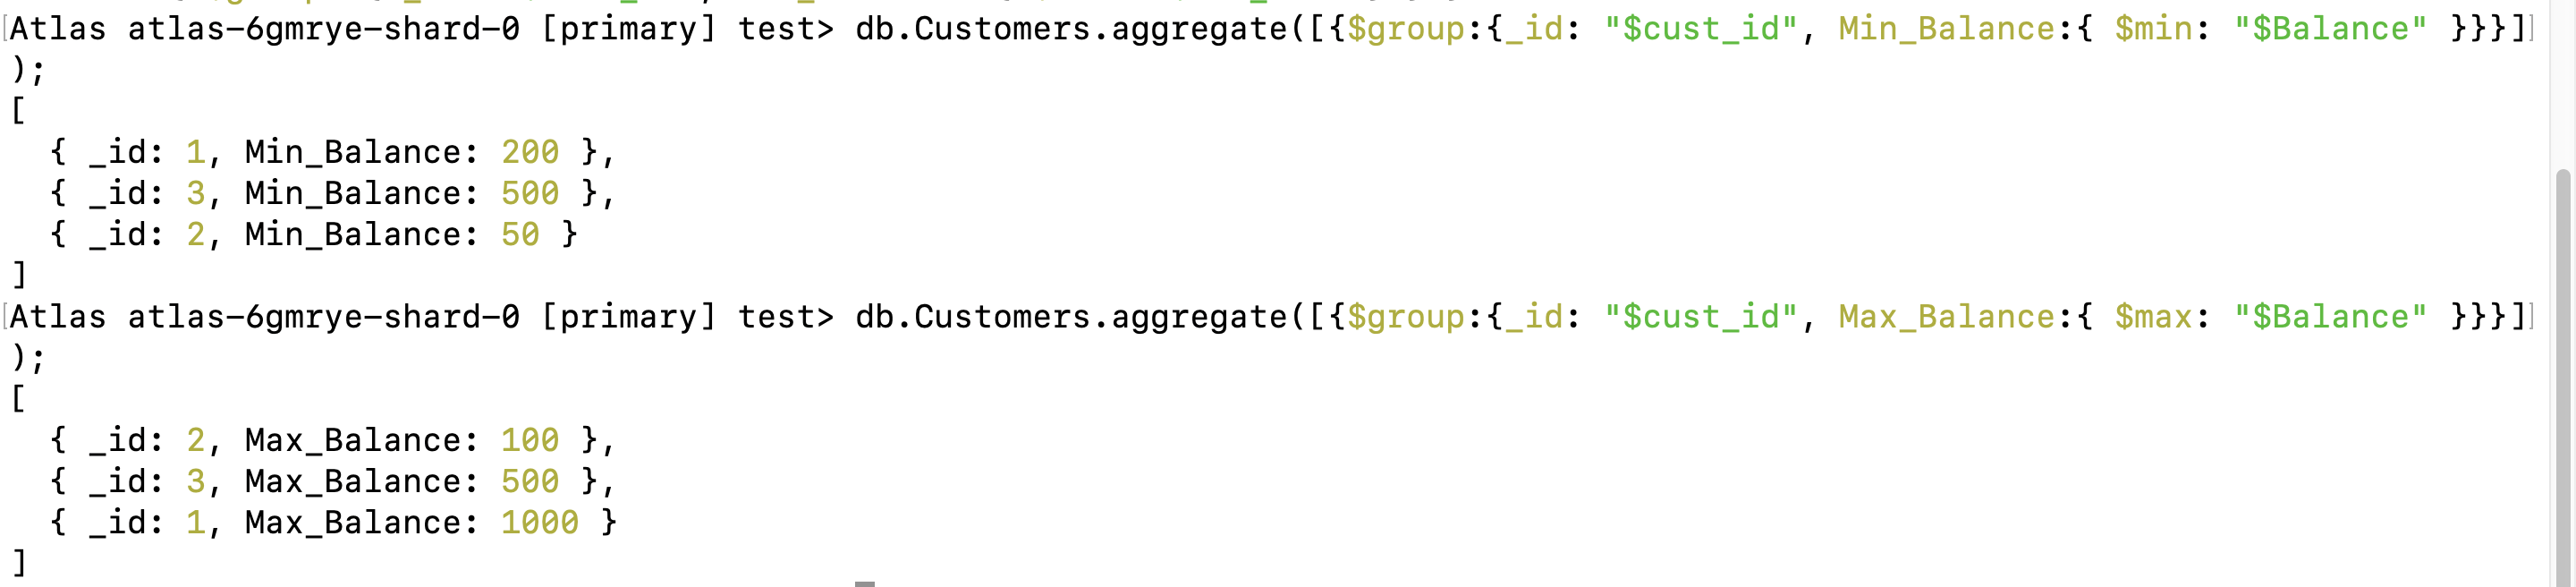 Atlas atlas-6gmrye-shard-0 [primary] test> db.Customers.aggregate([{$group:{_id: "$cust_id", Min_Balance:{ $min: "$Balance" }}}]
);
[
  { _id: 1, Min_Balance: 200 },
  { _id: 3, Min_Balance: 500 },
  { _id: 2, Min_Balance: 50 }
]
Atlas atlas-6gmrye-shard-0 [primary] test> db.Customers.aggregate([{$group:{_id: "$cust_id", Max_Balance:{ $max: "$Balance" }}}]
);
[
  { _id: 2, Max_Balance: 100 },
  { _id: 3, Max_Balance: 500 },
  { _id: 1, Max_Balance: 1000 }
]